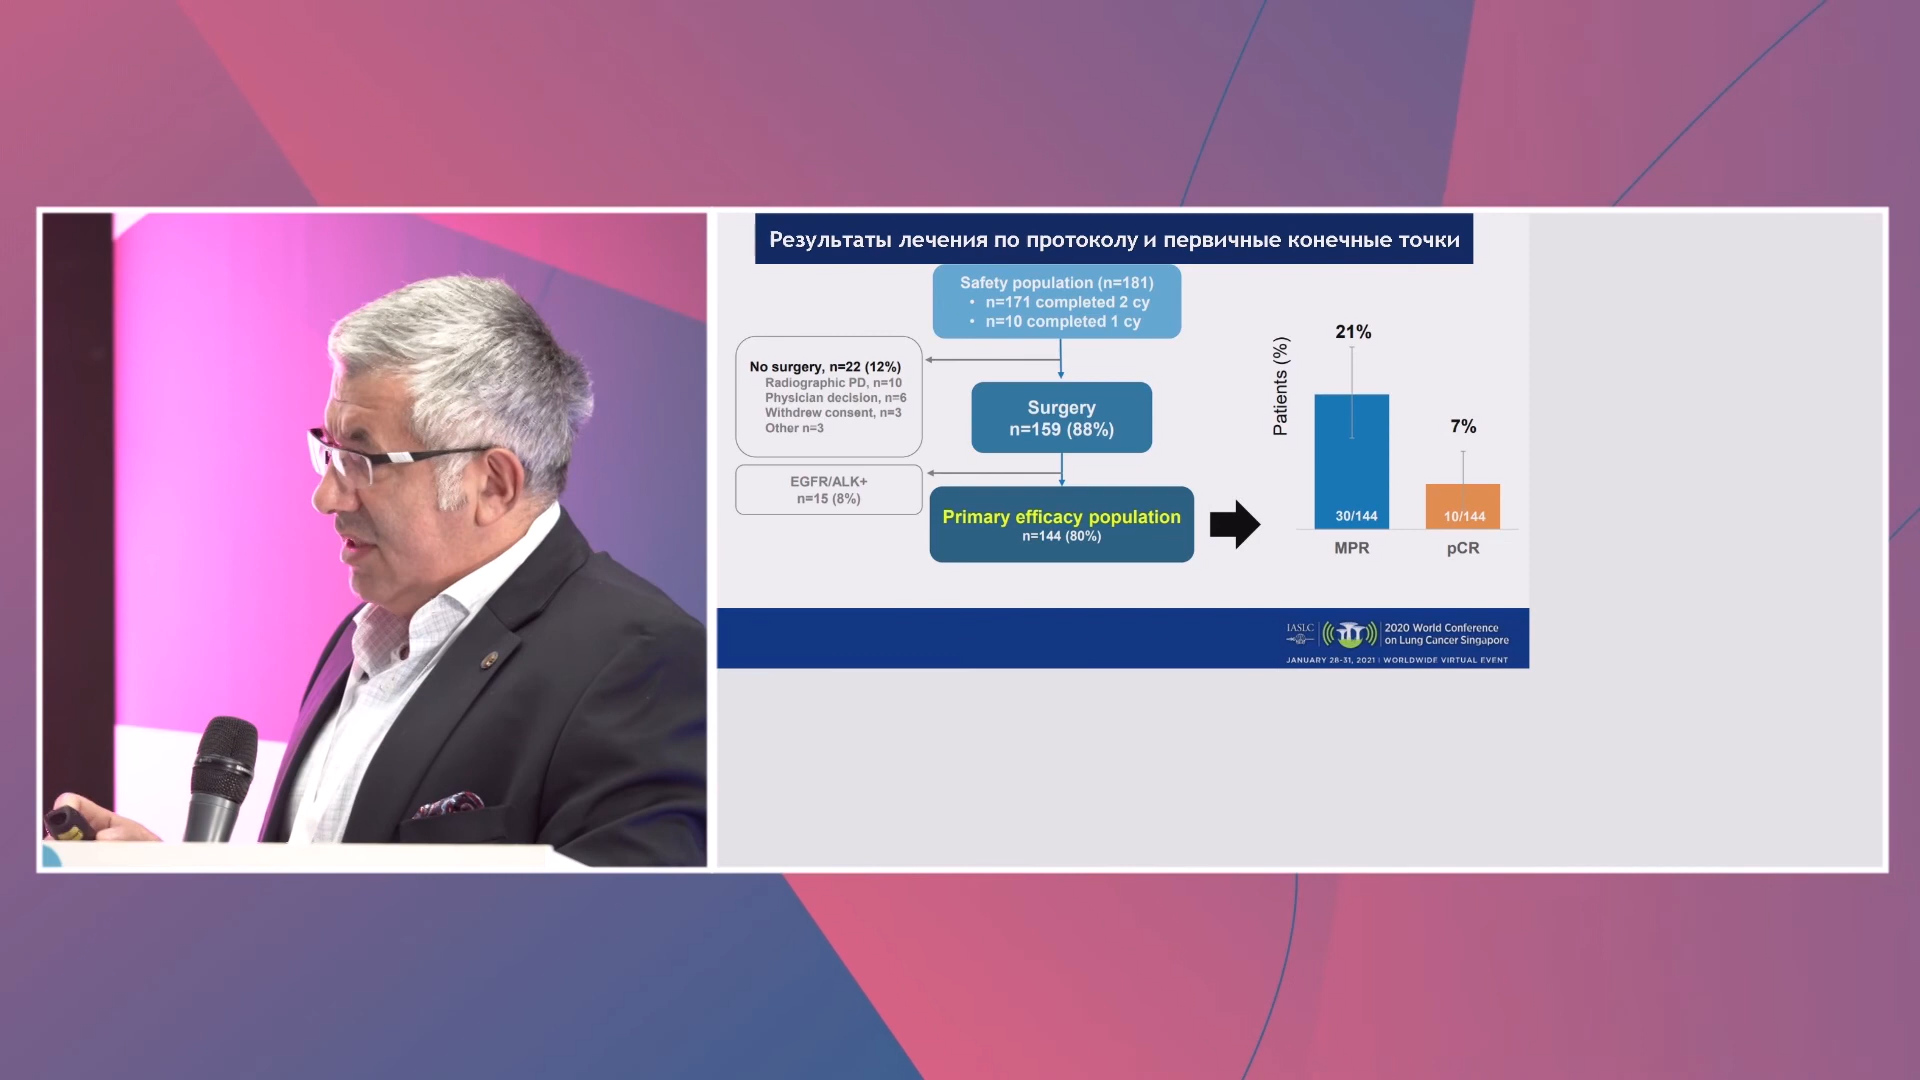 Результаты лечения по протоколу и первичные конечные точки
Safety population (n=181)
• n=171 completed 2 cy
• n=10 completed 1 cy
No surgery, n=22 (12%)
Radiographic PD, n=10
Physician decision, n=6
Withdrew consent, n=3
Other n=3
Surgery
n=159 (88%)
EGFR/ALK+
n=15 (8%)
Primary efficacy population
n=144 (80%)
Patients (%)
21%
7%
30/144
10/144
MPR
pCR
IASLC
2020 World Conference
on Lung Cancer Singapore
JANUARY 28-31, 2021 | WORLDWIDE VIRTUAL EVENT